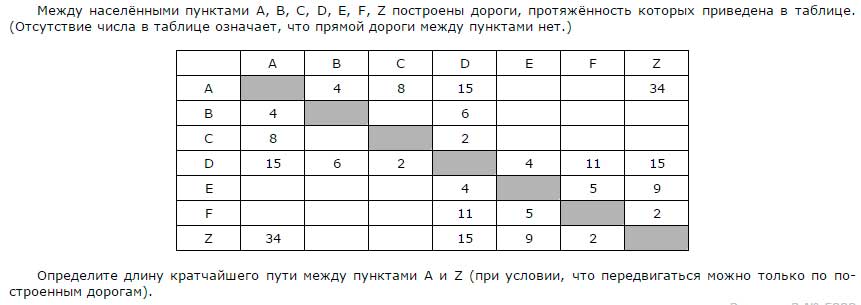 Между населёнными пунктами A, B, C, D, E, F, Z построены дороги, протяжённость которых приведена в таблице.
(Отсутствие числа в таблице означает, что прямой дороги между пунктами нет.)
A B C D E F Z
A 4 8 15 34
B 4 6
C 8 2
D 15 6 2 4 11 15
E 4 5 9
F 11 5 2
Z 34 15 9 2
Определите длину кратчайшего пути между пунктами A и Z (при условии, что передвигаться можно только по по-
строенным дорогам).